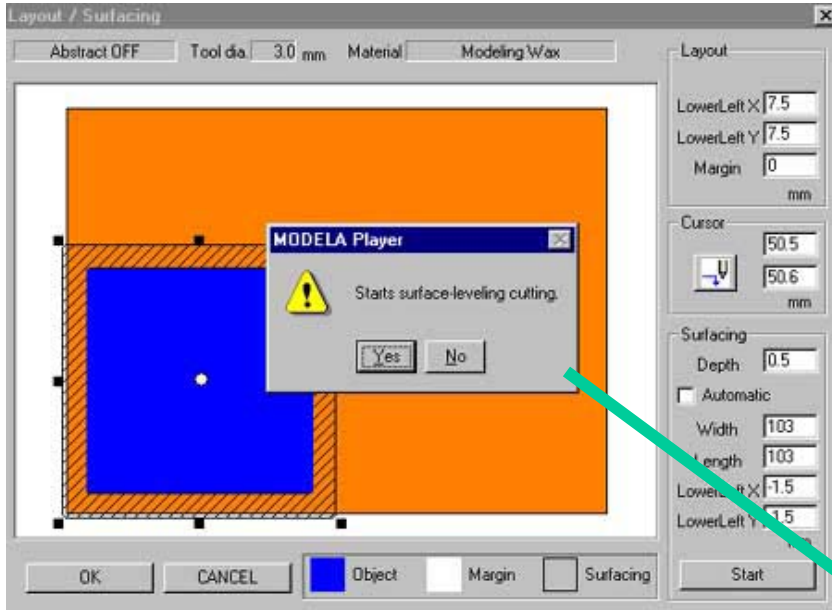 Layout / Surfacing
Abstract OFF Tool dia. 3.0 mm Material Modeling Wax
Layout
LowerLeft X 7.5
LowerLeft Y 7.5
Margin 0
mm
Cursor
50.5
50.6
mm
MODELA Player
Starts surface-leveling cutting.
Yes No
Surfacing
Depth 0.5
Automatic
Width 103
Length 103
LowerLeft X -1.5
Start
OK CANCEL Object Margin Surfacing